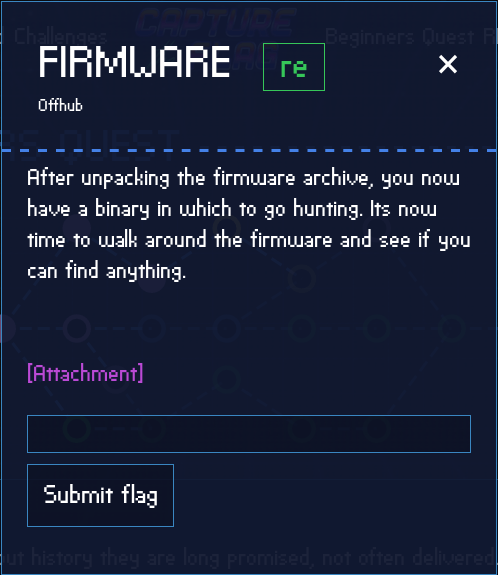 Challenges
CAPTURE
Beginners Quest
FIRMWARE
re
×
Offhub
QUEST
After unpacking the firmware archive, you now
have a binary in which to go hunting. Its now
time to walk around the firmware and see if you
can find anything.
[Attachment]
Submit flag
out history they are long promised, not often delivered